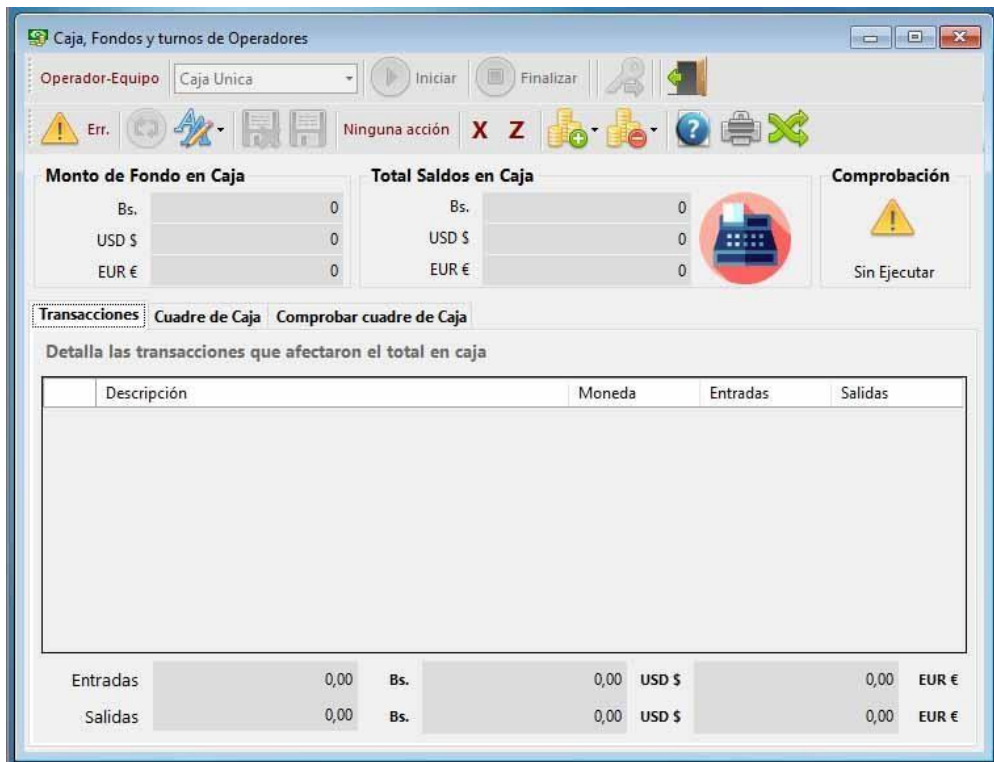 Caja, Fondos y turnos de Operadores
Operador-Equipo Caja Unica Iniciar Finalizar
Err. Ninguna acción X Z
Monto de Fondo en Caja Total Saldos en Caja Comprobación
Bs. 0 Bs. 0
USD $ 0 USD $ 0
EUR € 0 EUR € 0 Sin Ejecutar
Transacciones Cuadre de Caja Comprobar cuadre de Caja
Detalla las transacciones que afectaron el total en caja
Descripción Moneda Entradas Salidas
Entradas 0,00 Bs. 0,00 USD $ 0,00 EUR €
Salidas 0,00 Bs. 0,00 USD $ 0,00 EUR €